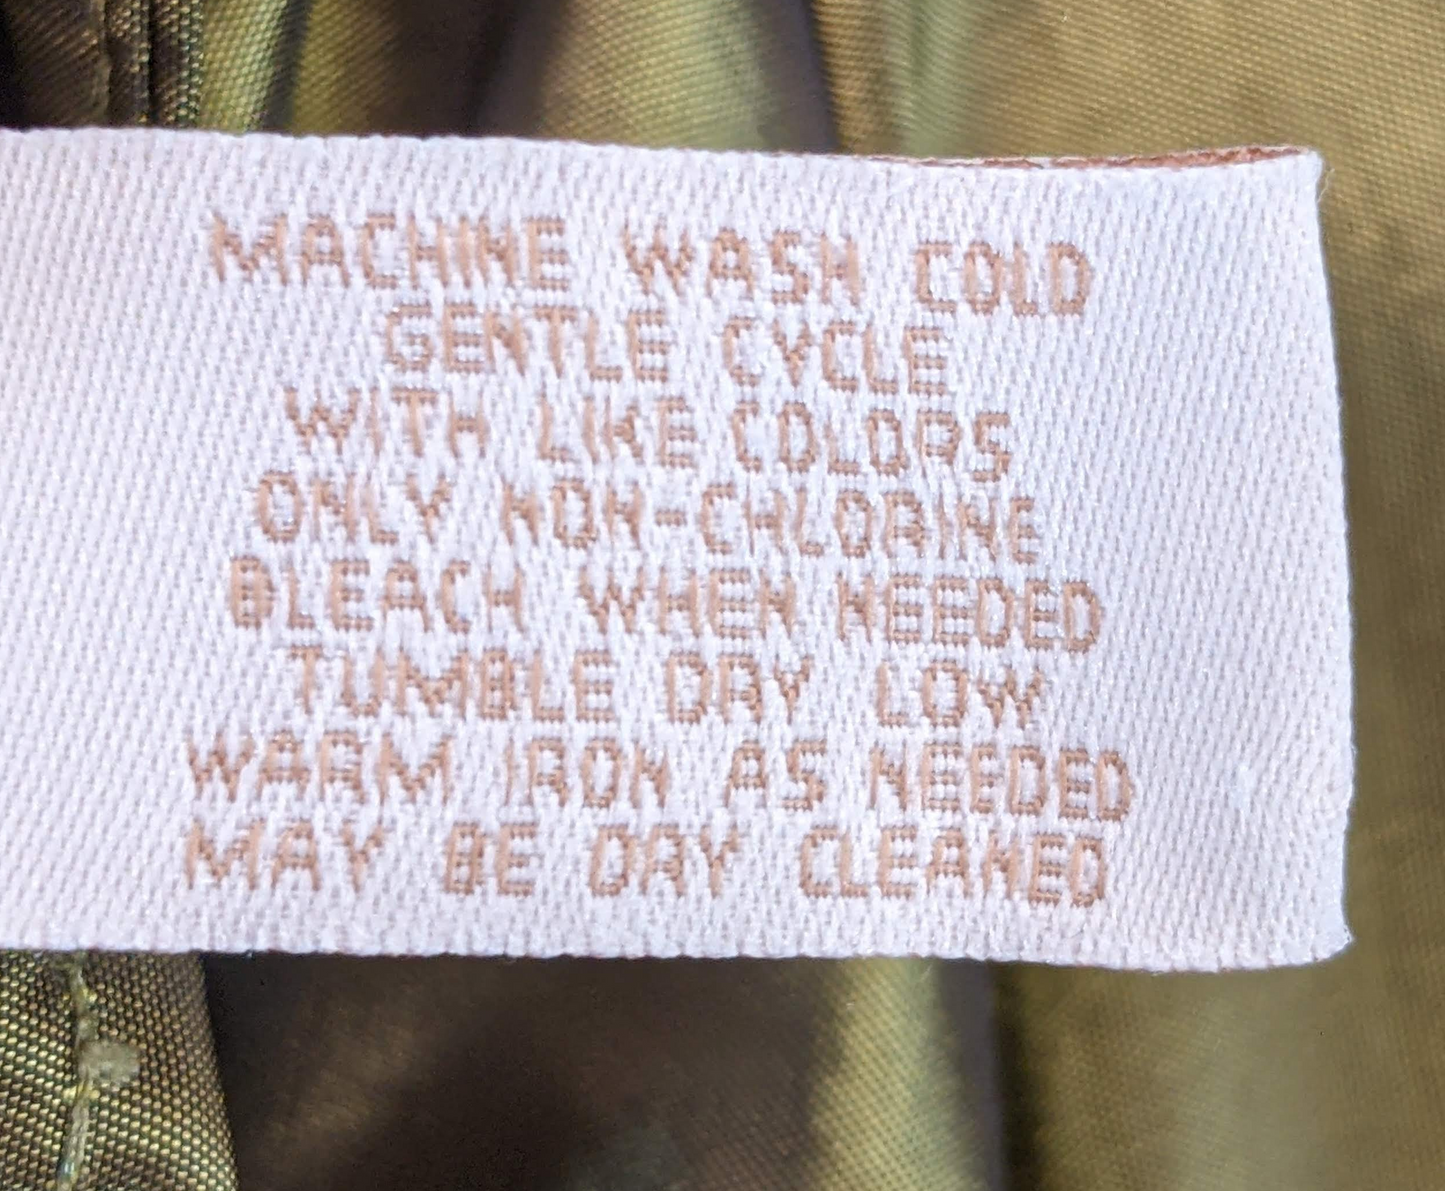 MACHINE WASH COLD
GENTLE CYCLE
WITH LIKE COLORS
ONLY NON-CHLORINE
BLEACH WHEN NEEDED
TUMBLE DRY LOW
WARM IRON AS NEEDED
MAY BE DRY CLEANED